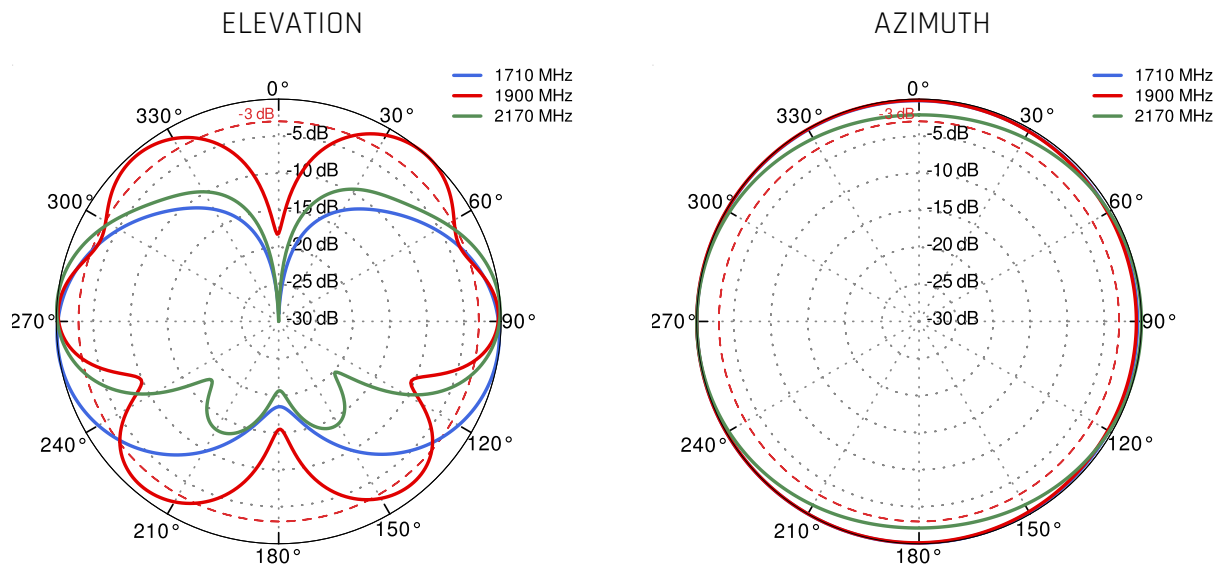 ELEVATION
1710 MHz
1900 MHz
2170 MHz
0°
-3 dB
330°
30°
-5 dB
-10 dB
300°
60°
-15 dB
-20 dB
-25 dB
270°
-30 dB
90°
240°
120°
210°
150°
180°
AZIMUTH
1710 MHz
1900 MHz
2170 MHz
0°
-3 dB
330°
30°
-5 dB
-10 dB
300°
60°
-15 dB
-20 dB
-25 dB
270°
-30 dB
90°
240°
120°
210°
150°
180°